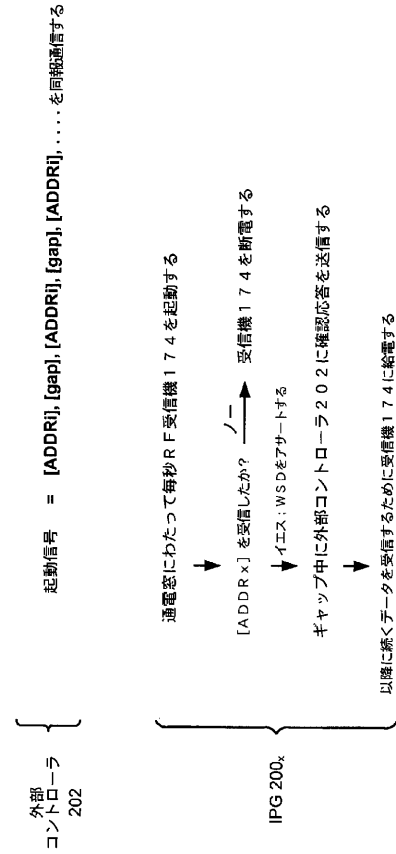 外部
コントローラ
202
起動信号 = [ADDRi], [gap], [ADDRi], [gap], [ADDRi], . . . . を同報通信する
IPG 200x
通電窓にわたって毎秒RF受信機174を起動する
[ADDRx]を受信したか?
ノー
受信機174を断電する
イエス:WSDをアサートする
ギャップ中に外部コントローラ202に確認応答を送信する
以降に続くデータを受信するために受信機174に給電する